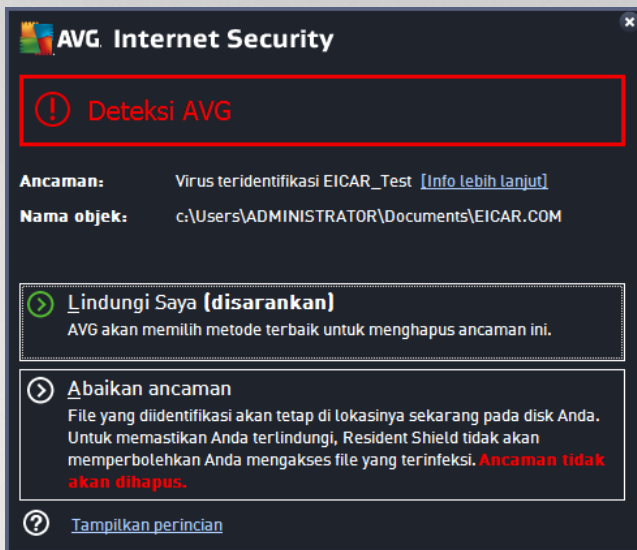 AVG. Internet Security
Deteksi AVG
Ancaman: Virus teridentifikasi EICAR_Test [Info lebih lanjut]
Nama objek: c:\Users\ADMINISTRATOR\Documents\EICAR.COM
Lindungi Saya (disarankan)
AVG akan memilih metode terbaik untuk menghapus ancaman ini.
Abaikan ancaman
File yang diidentifikasi akan tetap di lokasinya sekarang pada disk Anda.
Untuk memastikan Anda terlindungi, Resident Shield tidak akan
memperbolehkan Anda mengakses file yang terinfeksi. Ancaman tidak
akan dihapus.
Tampilkan perincian